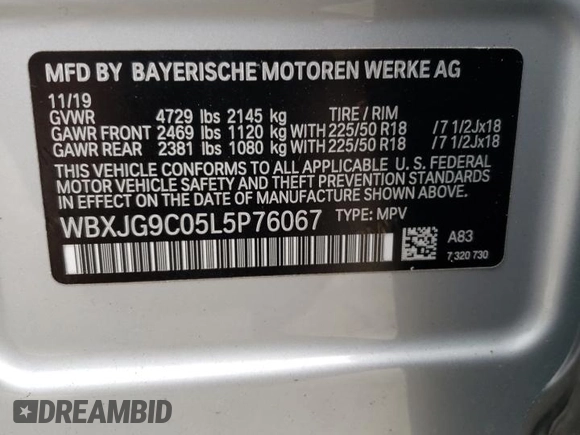 MFD BY BAYERISCHE MOTOREN WERKE AG
11/19
GVWR 4729 lbs 2145 kg TIRE / RIM
GAWR FRONT 2469 lbs 1120 kg WITH 225/50 R18 /7 1/2Jx18
GAWR REAR 2381 lbs 1080 kg WITH 225/50 R18 /7 1/2Jx18
THIS VEHICLE CONFORMS TO ALL APPLICABLE U. S. FEDERAL
MOTOR VEHICLE SAFETY AND THEFT PREVENTION STANDARDS
IN EFFECT ON THE DATE OF MANUFACTURE SHOWN ABOVE.
WBXJG9C05L5P76067 TYPE: MPV
A83
7 320 730
DREAMBID